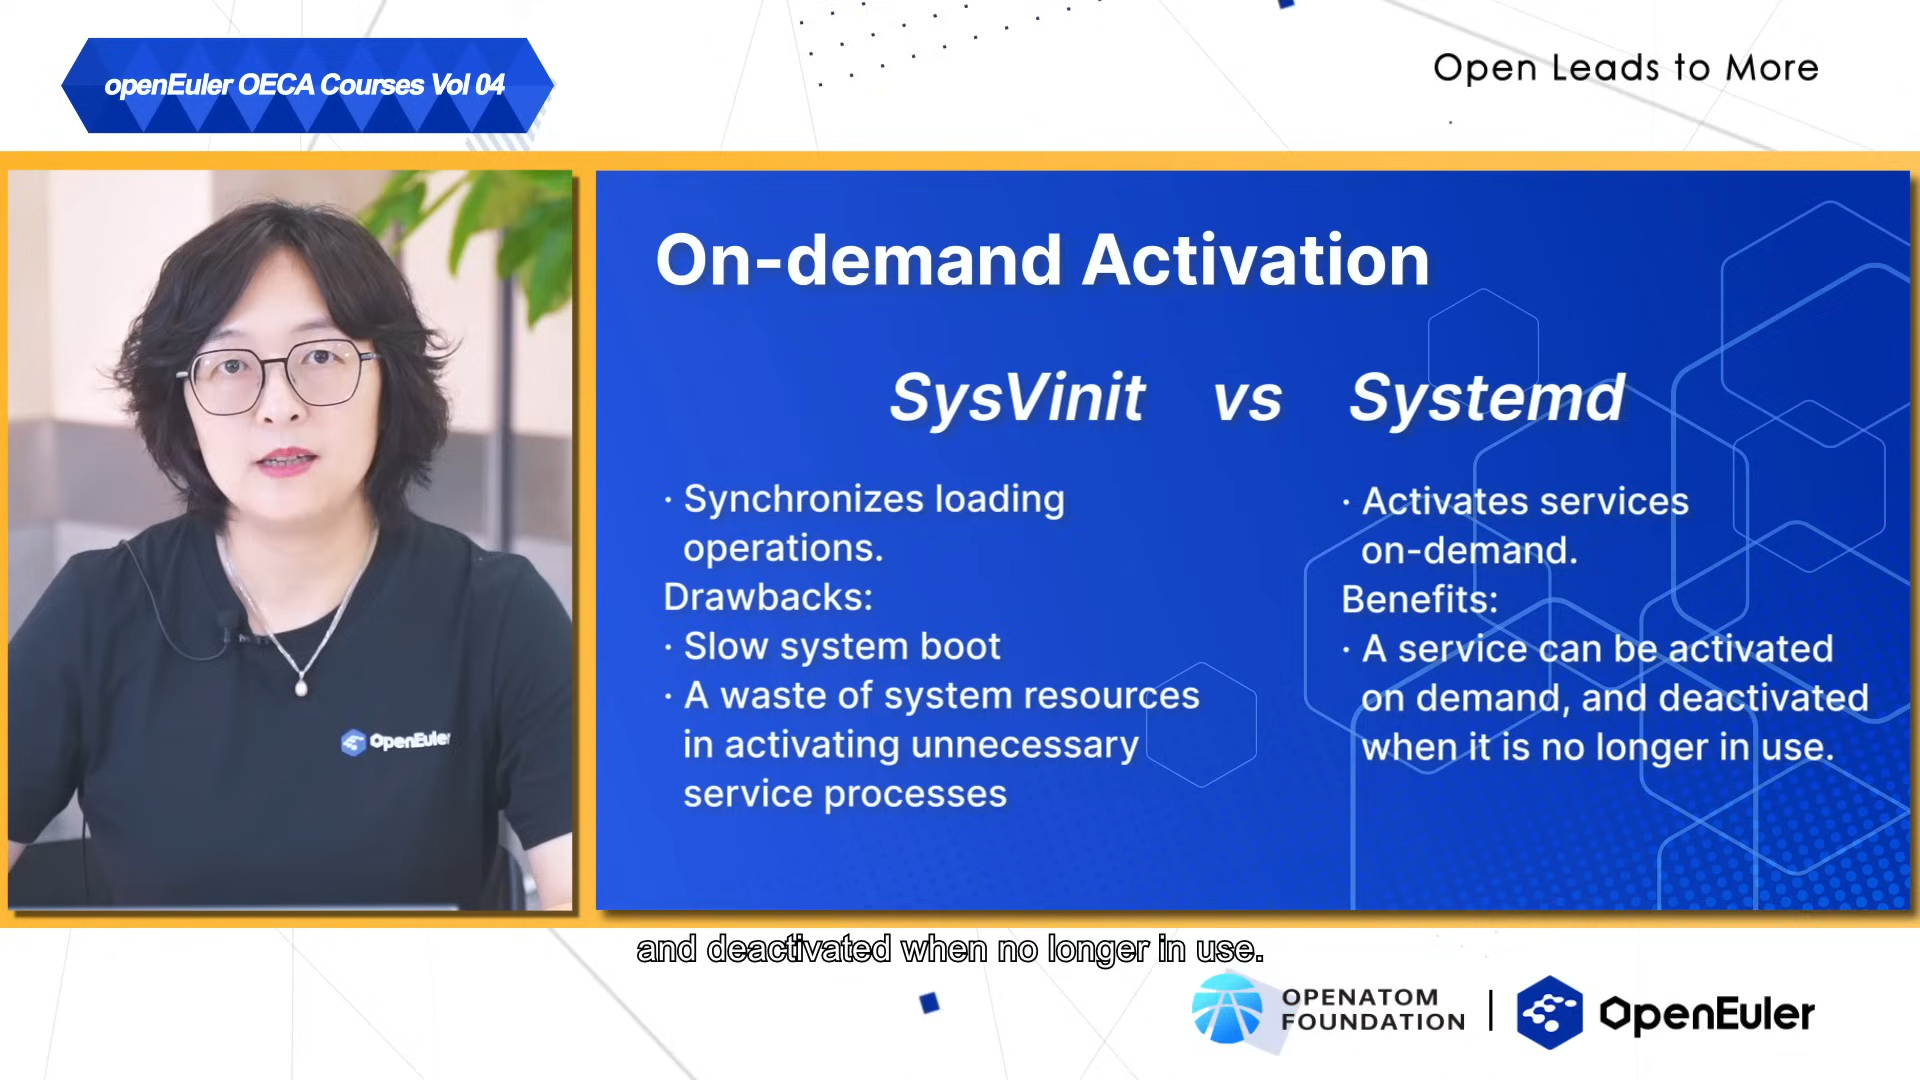 openEuler OECA Courses Vol 04
Open Leads to More
On-demand Activation
SysVinit vs Systemd
· Synchronizes loading
operations.
Drawbacks:
· Slow system boot
· A waste of system resources
in activating unnecessary
service processes
· Activates services
on-demand.
Benefits:
· A service can be activated
on demand, and deactivated
when it is no longer in use.
OpenEuler
and deactivated when no longer in use.
OPENATOM
FOUNDATION
OpenEuler